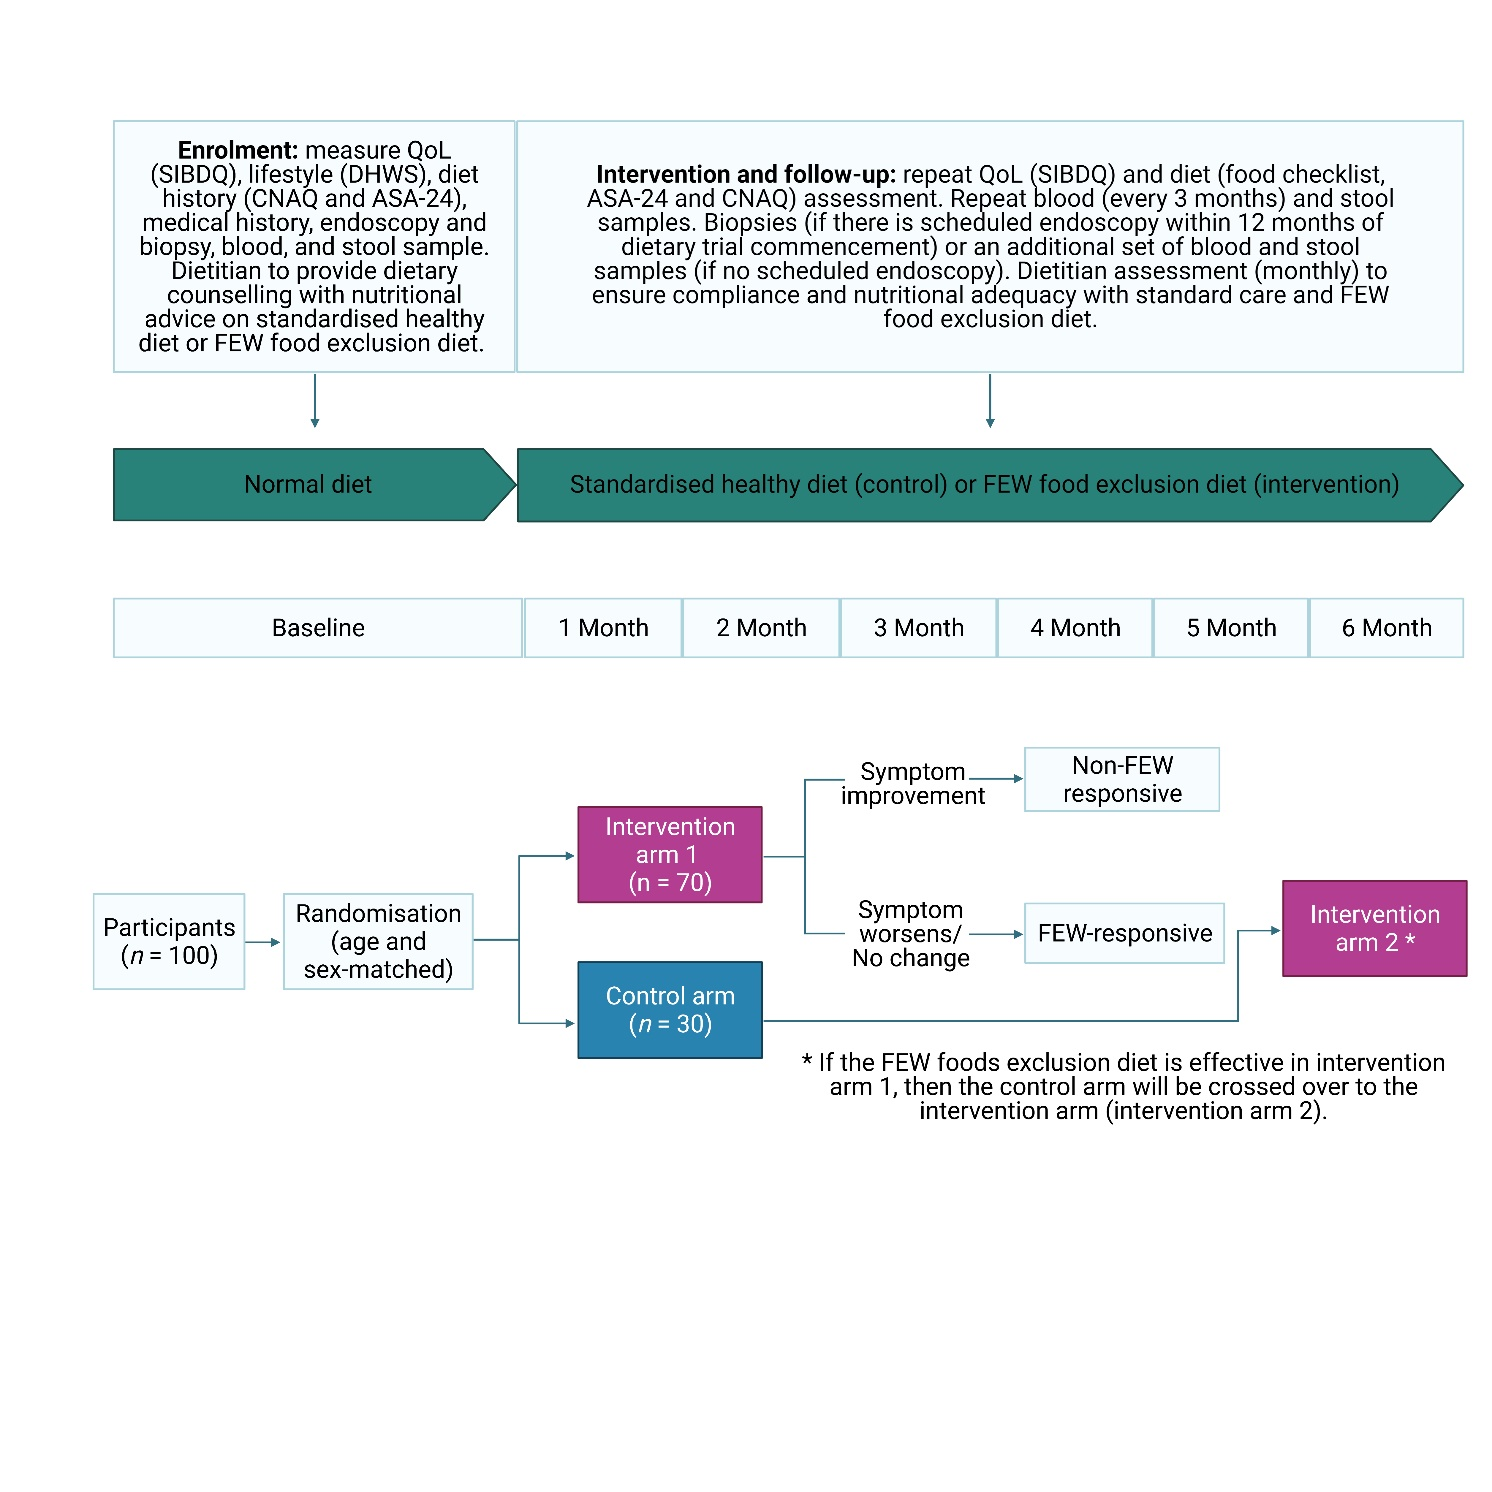 Enrolment: measure QoL
(SIBDQ), lifestyle (DHWS), diet
history (CNAQ and ASA-24),
medical history, endoscopy and
biopsy, blood, and stool sample.
Dietitian to provide dietary
counselling with nutritional
advice on standardised healthy
diet or FEW food exclusion diet.
Intervention and follow-up: repeat QoL (SIBDQ) and diet (food checklist,
ASA-24 and CNAQ) assessment. Repeat blood (every 3 months) and stool
samples. Biopsies (if there is scheduled endoscopy within 12 months of
dietary trial commencement) or an additional set of blood and stool
samples (if no scheduled endoscopy). Dietitian assessment (monthly) to
ensure compliance and nutritional adequacy with standard care and FEW
food exclusion diet.
Normal diet
Standardised healthy diet (control) or FEW food exclusion diet (intervention)
Baseline
1 Month
2 Month
3 Month
4 Month
5 Month
6 Month
Participants
(n = 100)
Randomisation
(age and
sex-matched)
Intervention
arm 1
(n = 70)
Control arm
(n = 30)
Symptom
improvement
Non-FEW
responsive
Symptom
worsens/
No change
FEW-responsive
Intervention
arm 2 *
* If the FEW foods exclusion diet is effective in intervention
arm 1, then the control arm will be crossed over to the
intervention arm (intervention arm 2).